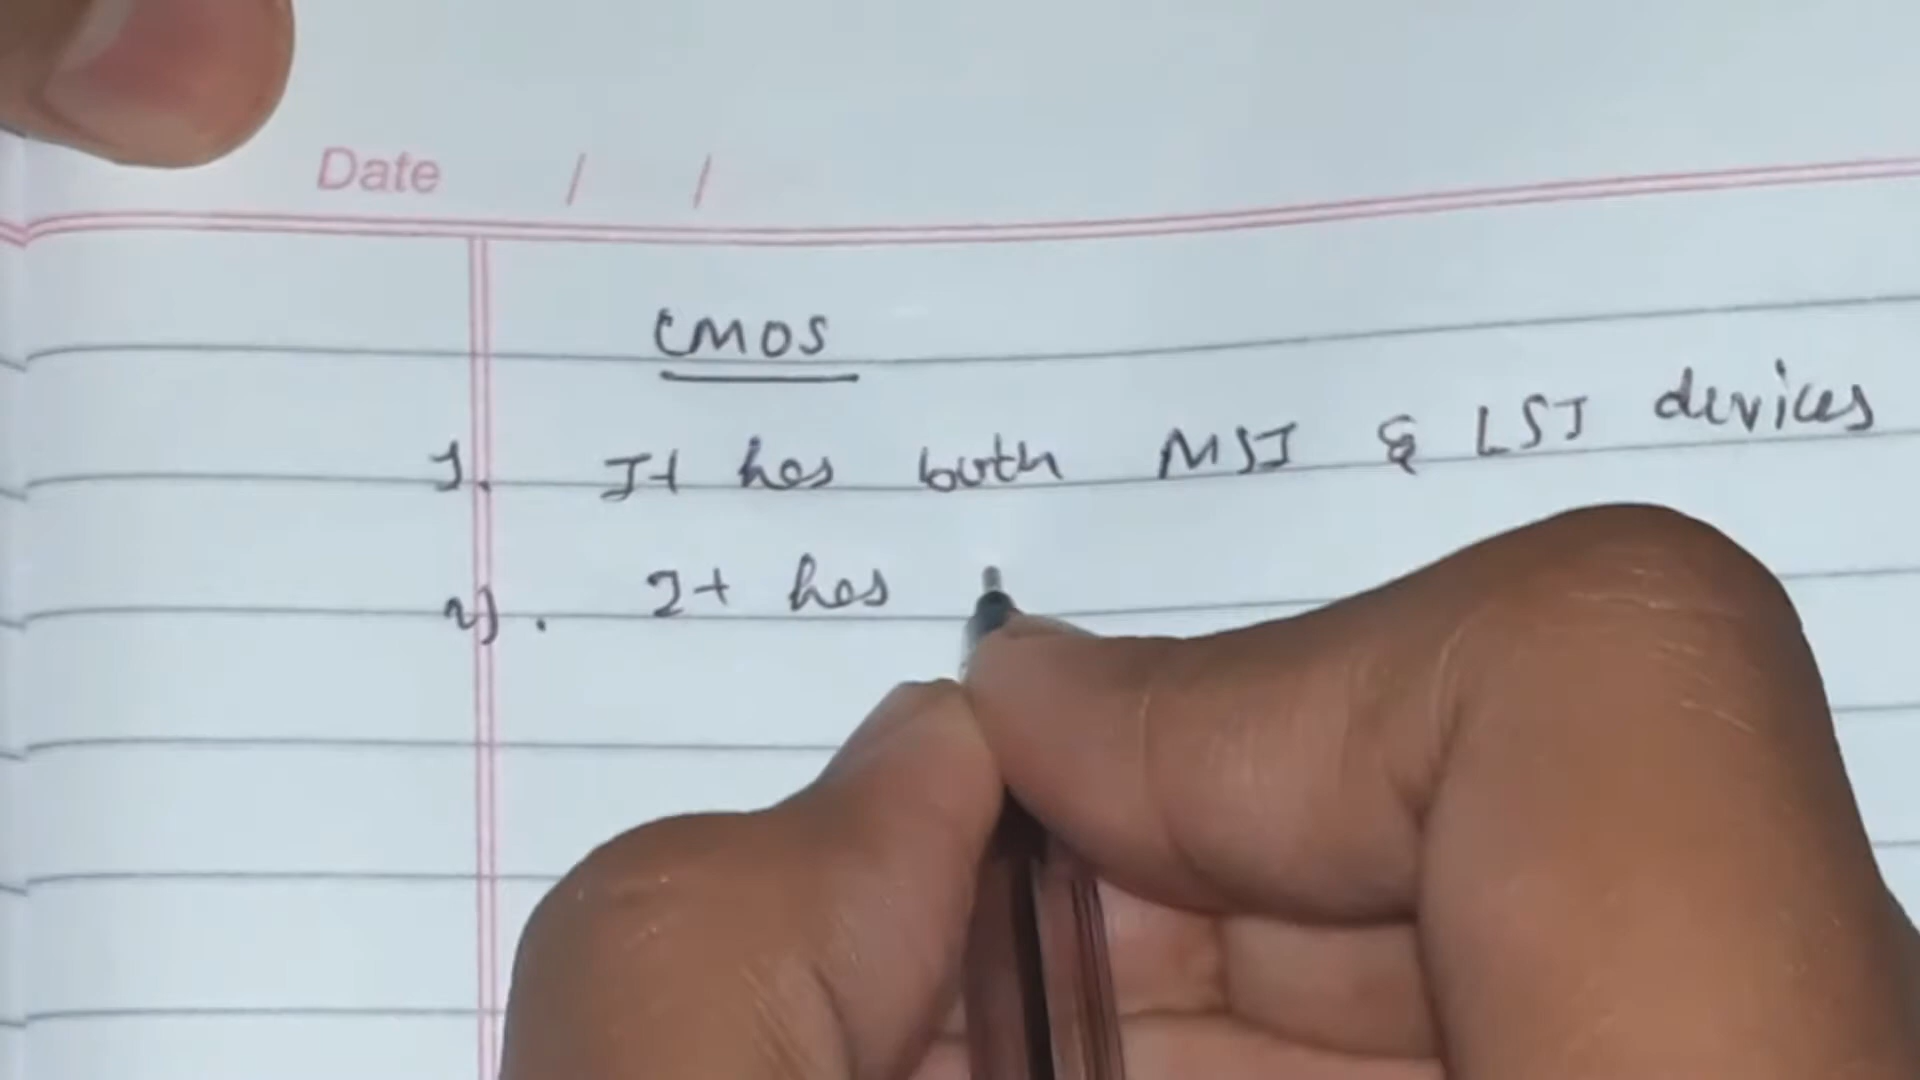 Date / /
CMOS
1. It has both MSI & LSI devices
2). It has